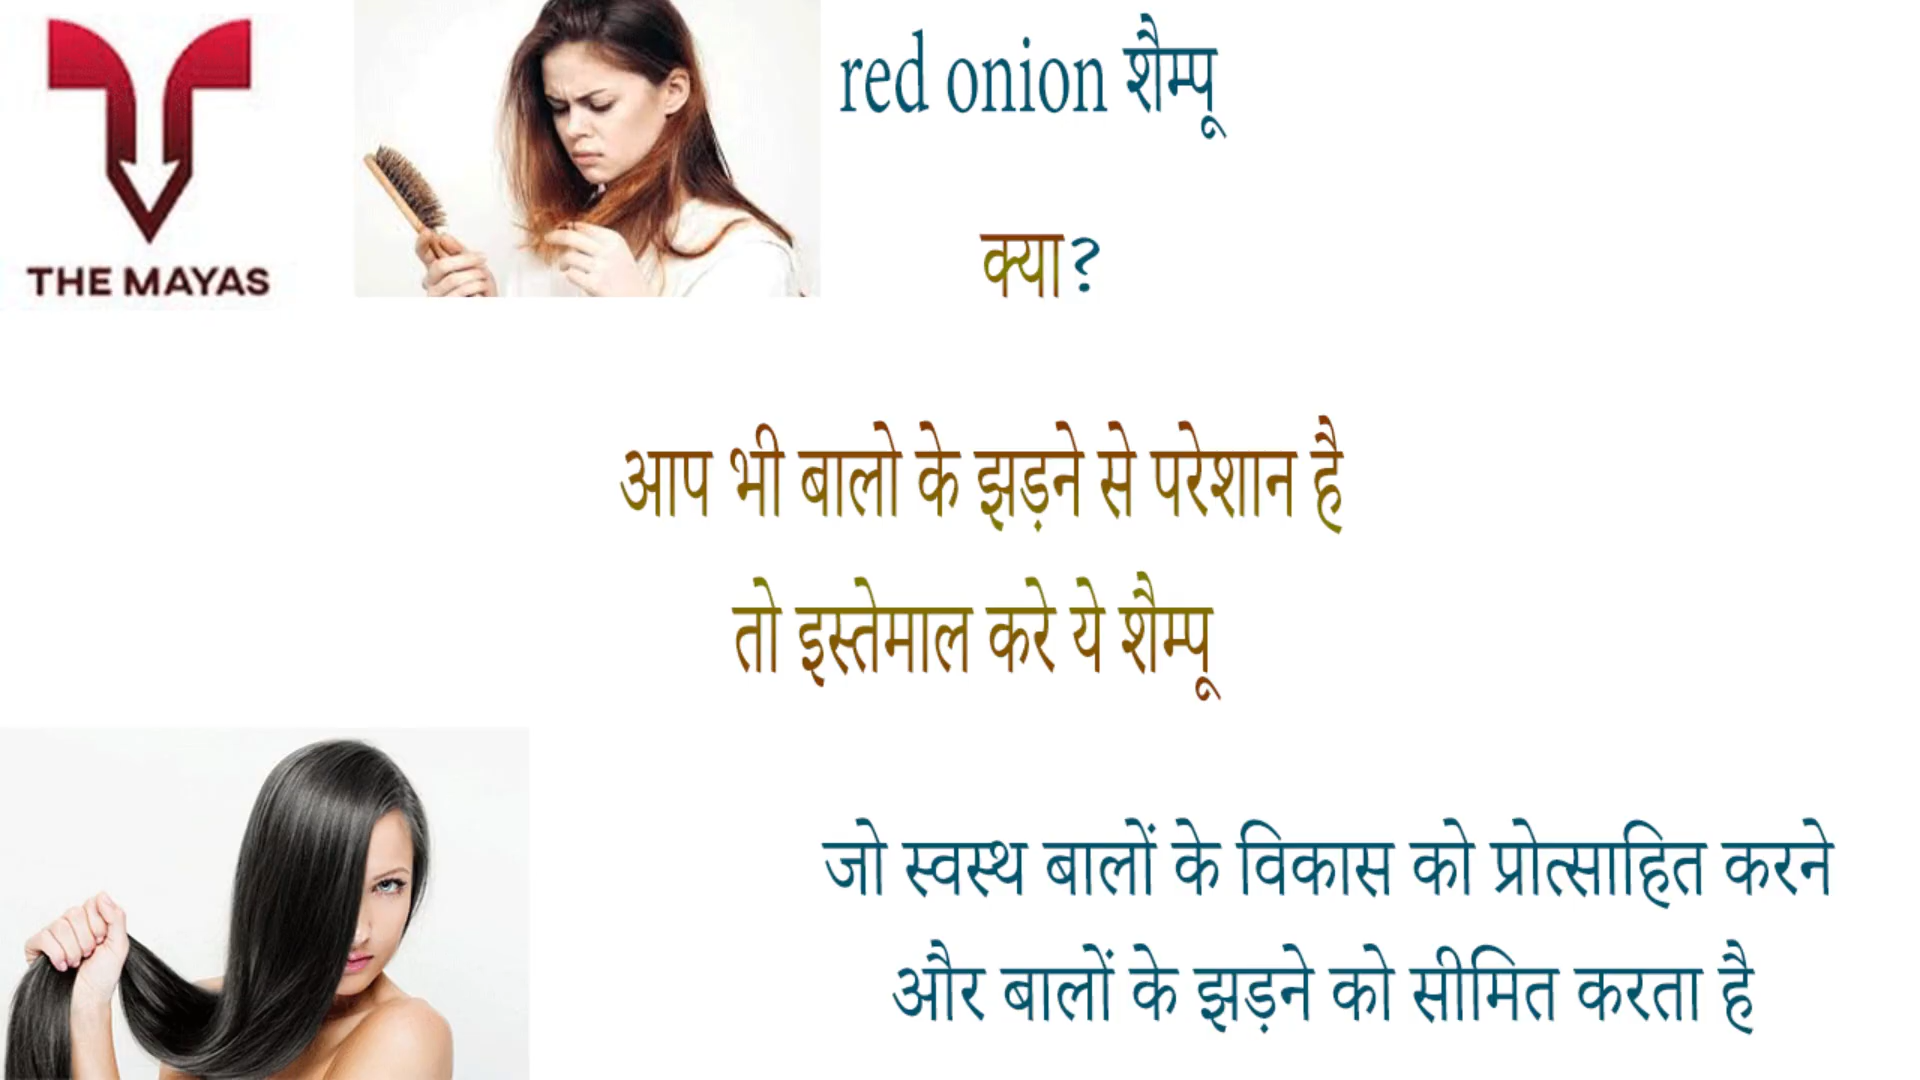 THE MAYAS
red onion शैम्पू
क्या?
आप भी बालो के झड़ने से परेशान है
तो इस्तेमाल करे ये शैम्पू
जो स्वस्थ बालों के विकास को प्रोत्साहित करने
और बालों के झड़ने को सीमित करता है